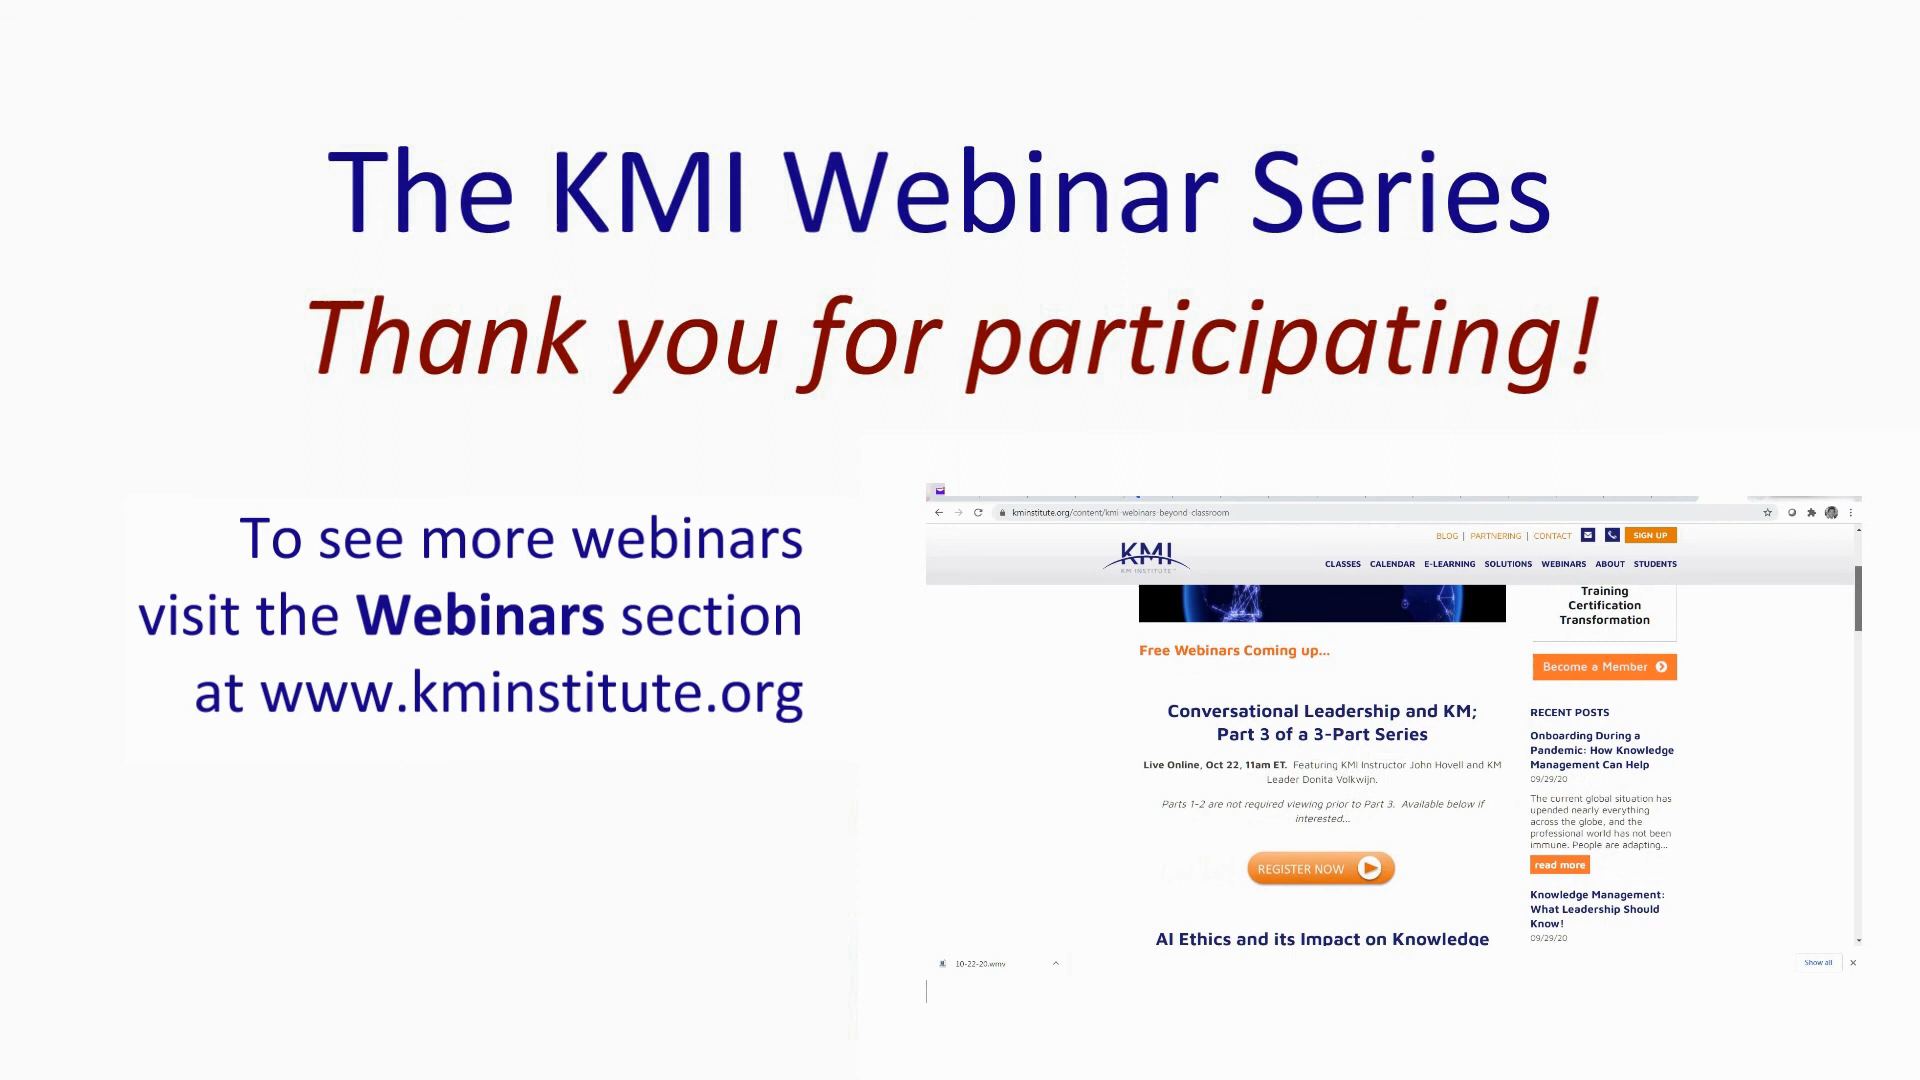 The KMI Webinar Series
Thank you for participating!
To see more webinars
visit the Webinars section
at www.kminstitute.org
kminstitute.org/content/kmi-webinars-beyond-classroom
BLOG | PARTNERING | CONTACT SIGN UP
KMI
KM INSTITUTE
CLASSES CALENDAR E-LEARNING SOLUTIONS WEBINARS ABOUT STUDENTS
Free Webinars Coming up...
Conversational Leadership and KM;
Part 3 of a 3-Part Series
Live Online, Oct 22, 11am ET. Featuring KMI Instructor John Hovell and KM
Leader Donita Volkwijn.
Parts 1-2 are not required viewing prior to Part 3. Available below if
interested...
REGISTER NOW
AI Ethics and its Impact on Knowledge
Training
Certification
Transformation
Become a Member
RECENT POSTS
Onboarding During a
Pandemic: How Knowledge
Management Can Help
09/29/20
The current global situation has
upended nearly everything
across the globe, and the
professional world has not been
immune. People are adapting...
read more
Knowledge Management:
What Leadership Should
Know!
09/29/20
10-22-20.wmv
Show all